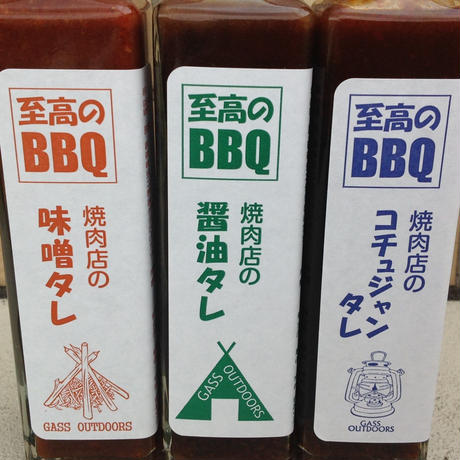 至高の
BBQ
焼肉店の
味噌タレ
GASS OUTDOORS
至高の
BBQ
焼肉店の
醤油タレ
GASS OUTDOORS
至高の
BBQ
焼肉店の
コチュジャン
タレ
GASS
OUTDOORS